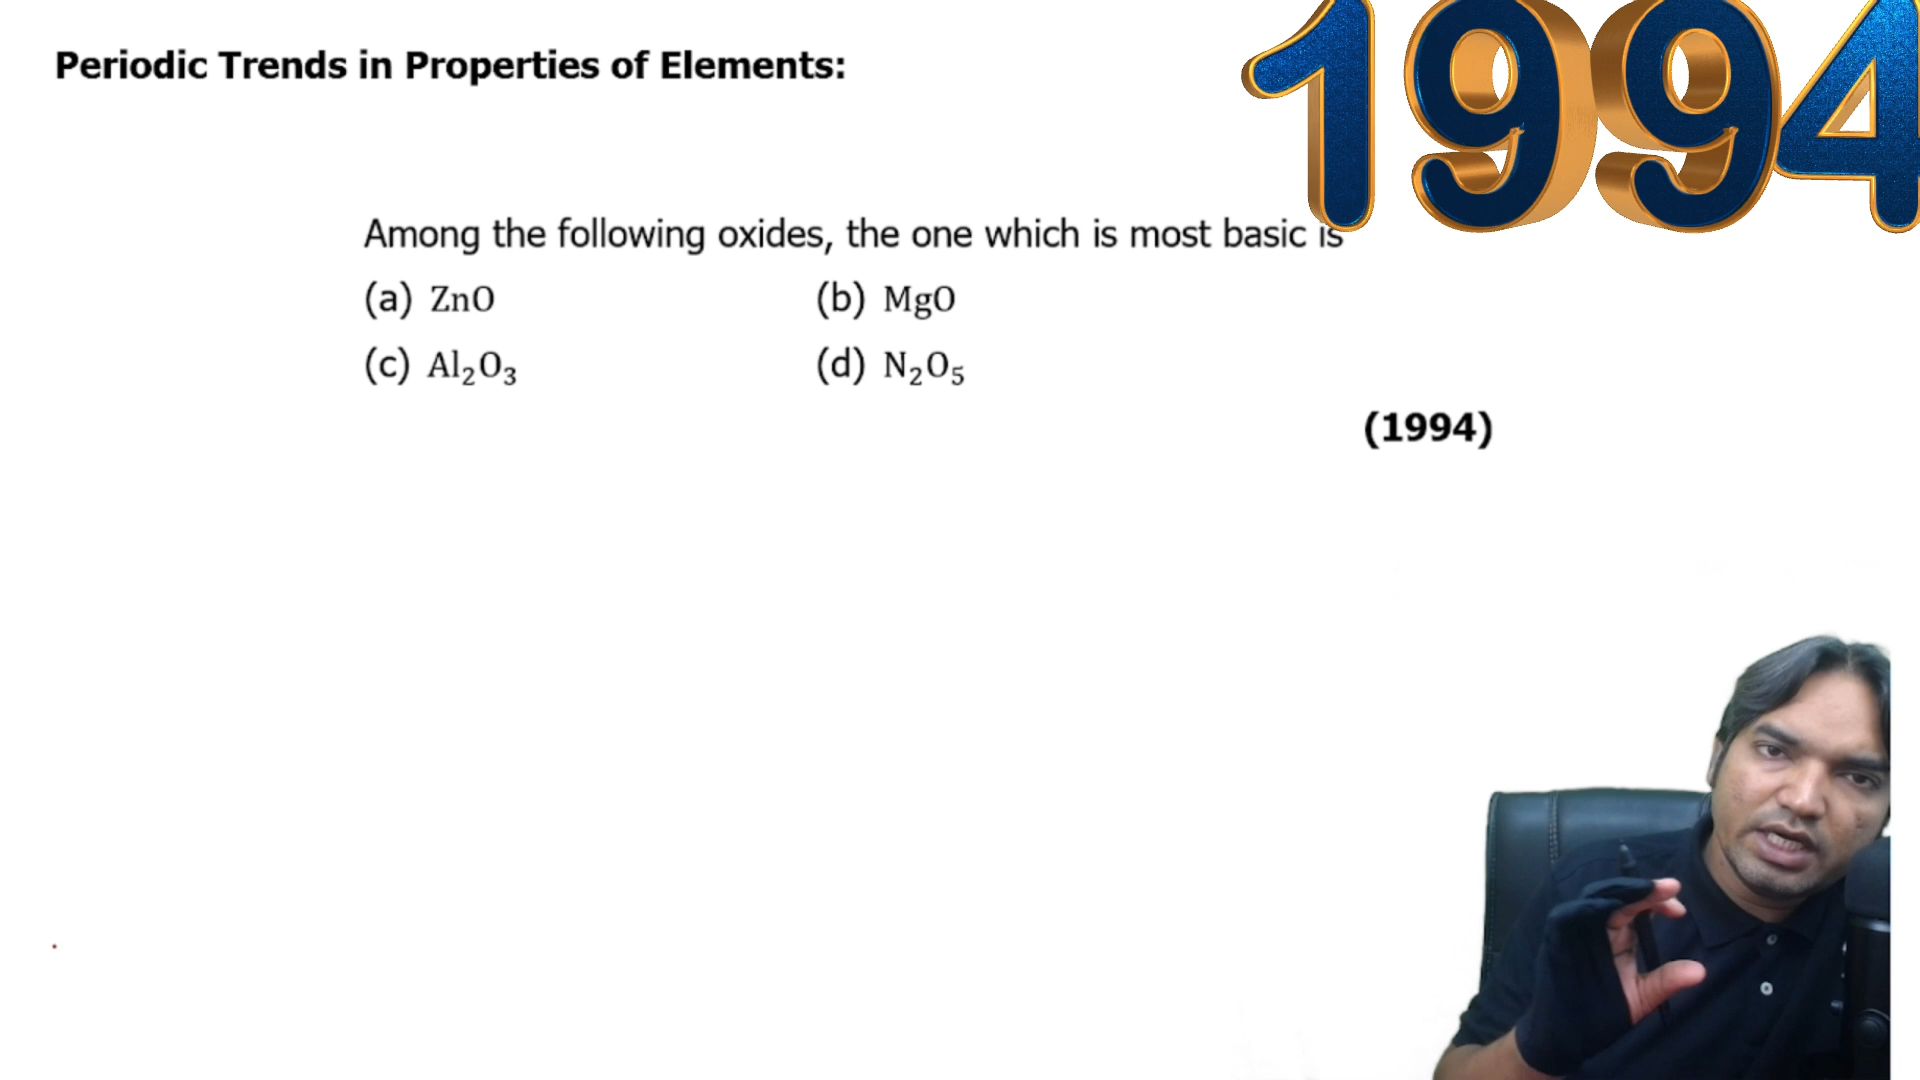 1994
Periodic Trends in Properties of Elements:
Among the following oxides, the one which is most basic is
(a) ZnO (b) MgO
(c) Al₂O₃ (d) N₂O₅
(1994)